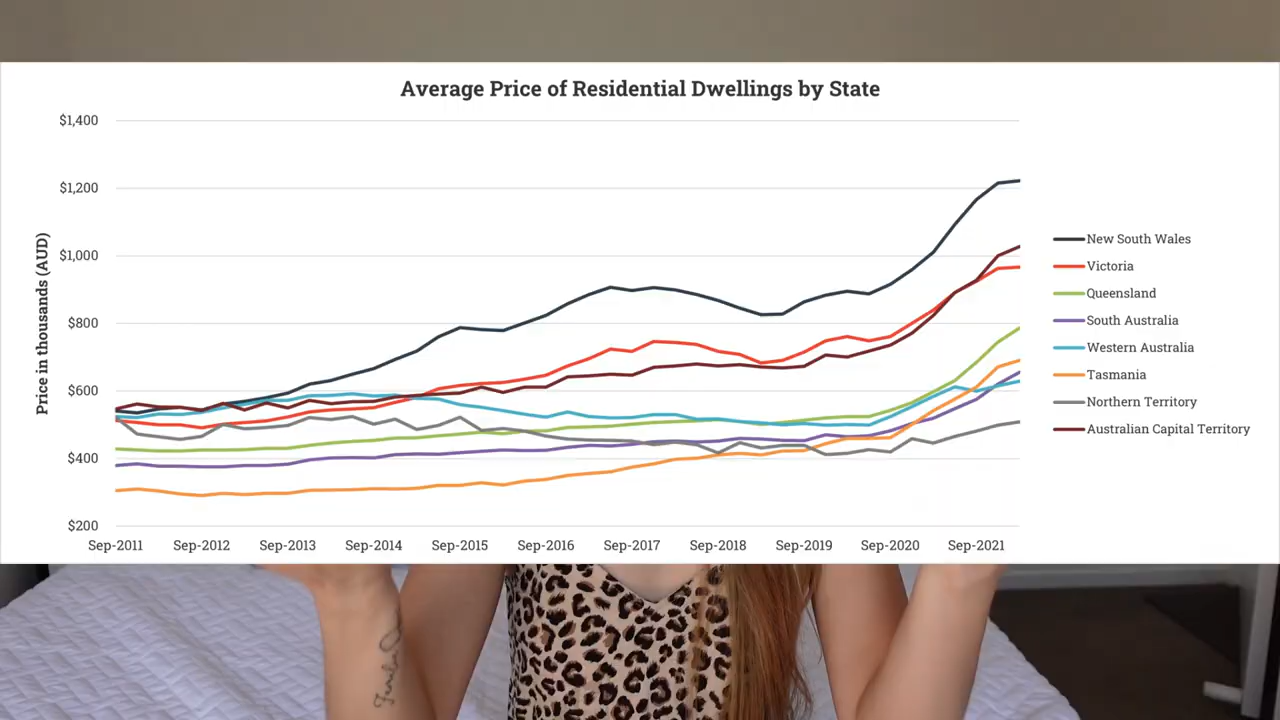 Average Price of Residential Dwellings by State
Price in thousands (AUD)
$1,400
$1,200
$1,000
$800
$600
$400
$200
Sep-2011 Sep-2012 Sep-2013 Sep-2014 Sep-2015 Sep-2016 Sep-2017 Sep-2018 Sep-2019 Sep-2020 Sep-2021
New South Wales
Victoria
Queensland
South Australia
Western Australia
Tasmania
Northern Territory
Australian Capital Territory